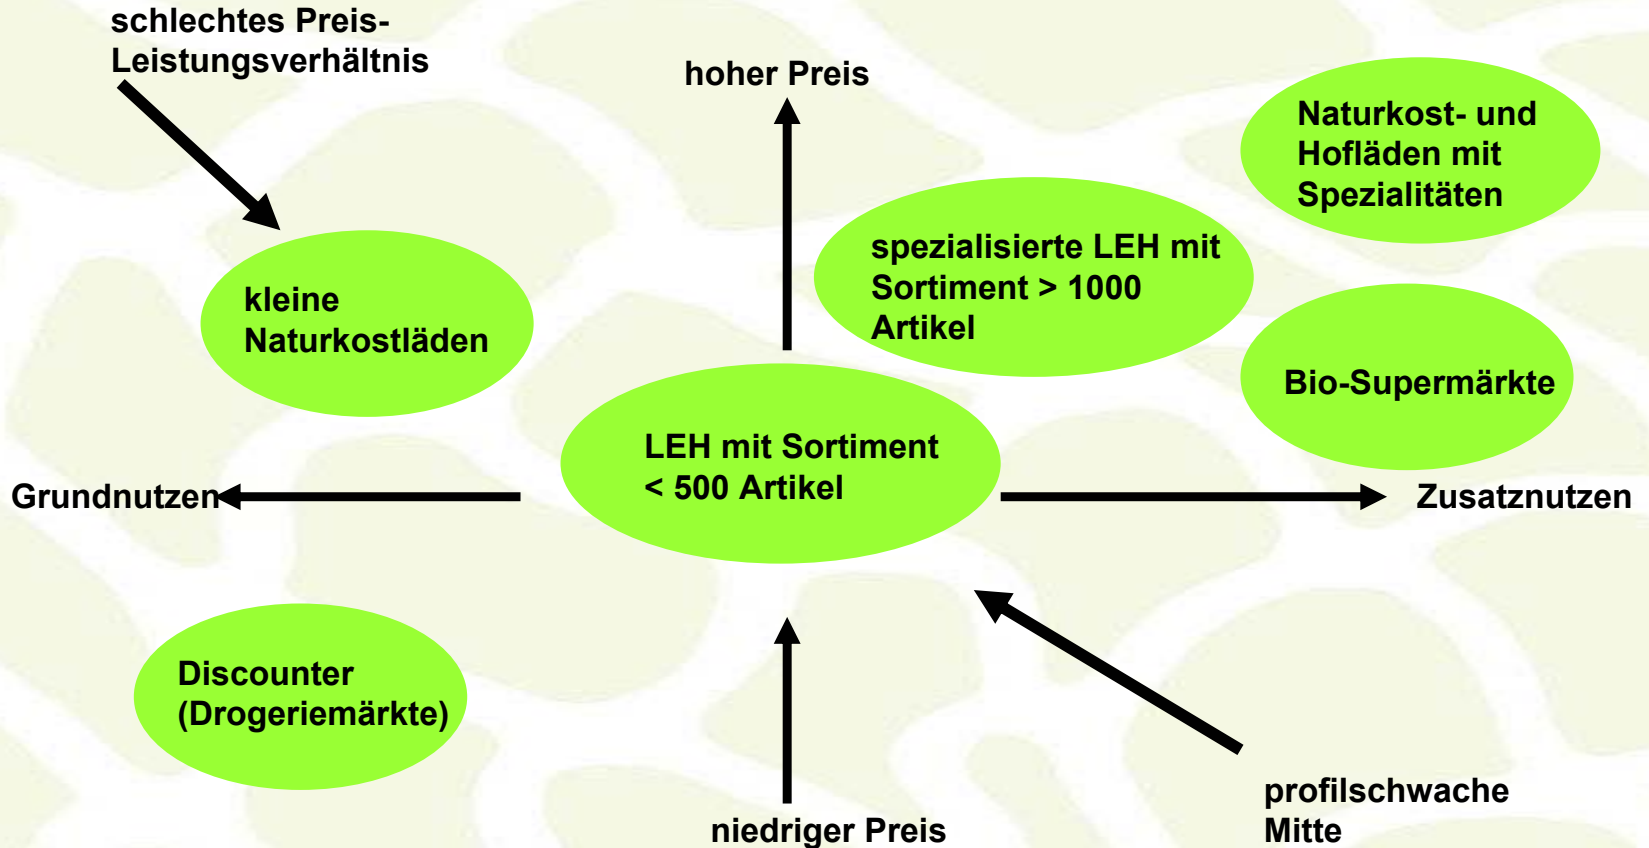 schlechtes Preis-
Leistungsverhältnis
hoher Preis
Naturkost- und
Hofläden mit
Spezialitäten
spezialisierte LEH mit
Sortiment > 1000
Artikel
kleine
Naturkostläden
Bio-Supermärkte
LEH mit Sortiment
< 500 Artikel
Grundnutzen
Zusatznutzen
Discounter
(Drogeriemärkte)
profilschwache
Mitte
niedriger Preis